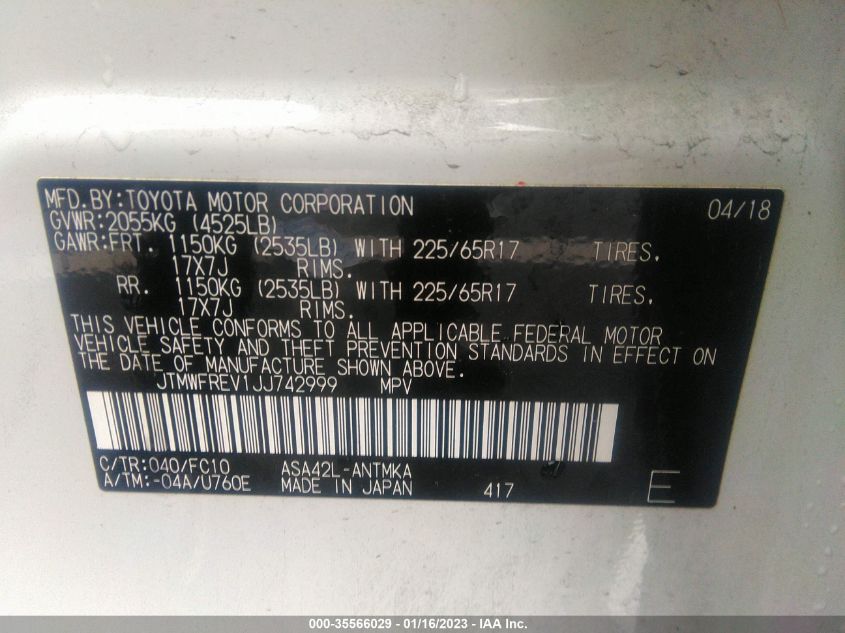 MFD.BY:TOYOTA MOTOR CORPORATION 04/18
GVWR:2055KG (4525LB)
GAWR:FRT. 1150KG (2535LB) WITH 225/65R17 TIRES.
17X7J RIMS.
RR. 1150KG (2535LB) WITH 225/65R17 TIRES.
17X7J RIMS.
THIS VEHICLE CONFORMS TO ALL APPLICABLE FEDERAL MOTOR
VEHICLE SAFETY AND THEFT PREVENTION STANDARDS IN EFFECT ON
THE DATE OF MANUFACTURE SHOWN ABOVE.
JTMWFREV1JJ742999 MPV
C/TR:040/FC10 ASA42L-ANTMKA
A/TM:-04A/U760E MADE IN JAPAN 417 E
000-35566029 - 01/16/2023 - IAA Inc.